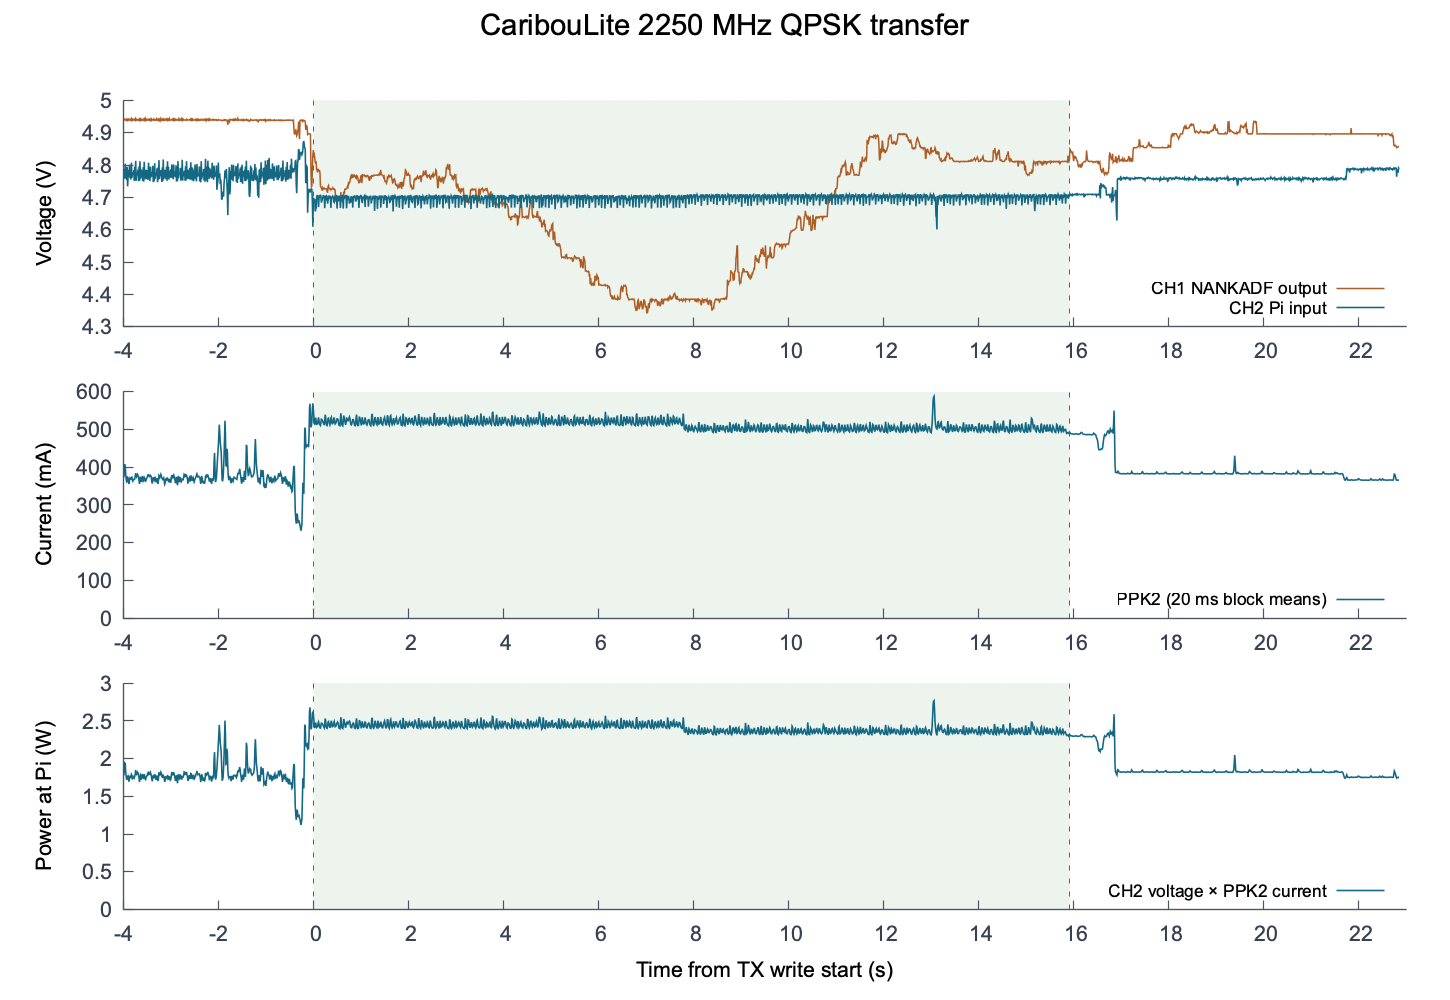 CaribouLite 2250 MHz QPSK transfer
Voltage (V)
5
4.9
4.8
4.7
4.6
4.5
4.4
4.3
CH1 NANKADF output
CH2 Pi input
-4 -2 0 2 4 6 8 10 12 14 16 18 20 22
Current (mA)
600
500
400
300
200
100
0
PPK2 (20 ms block means)
-4 -2 0 2 4 6 8 10 12 14 16 18 20 22
Power at Pi (W)
3
2.5
2
1.5
1
0.5
0
CH2 voltage × PPK2 current
-4 -2 0 2 4 6 8 10 12 14 16 18 20 22
Time from TX write start (s)